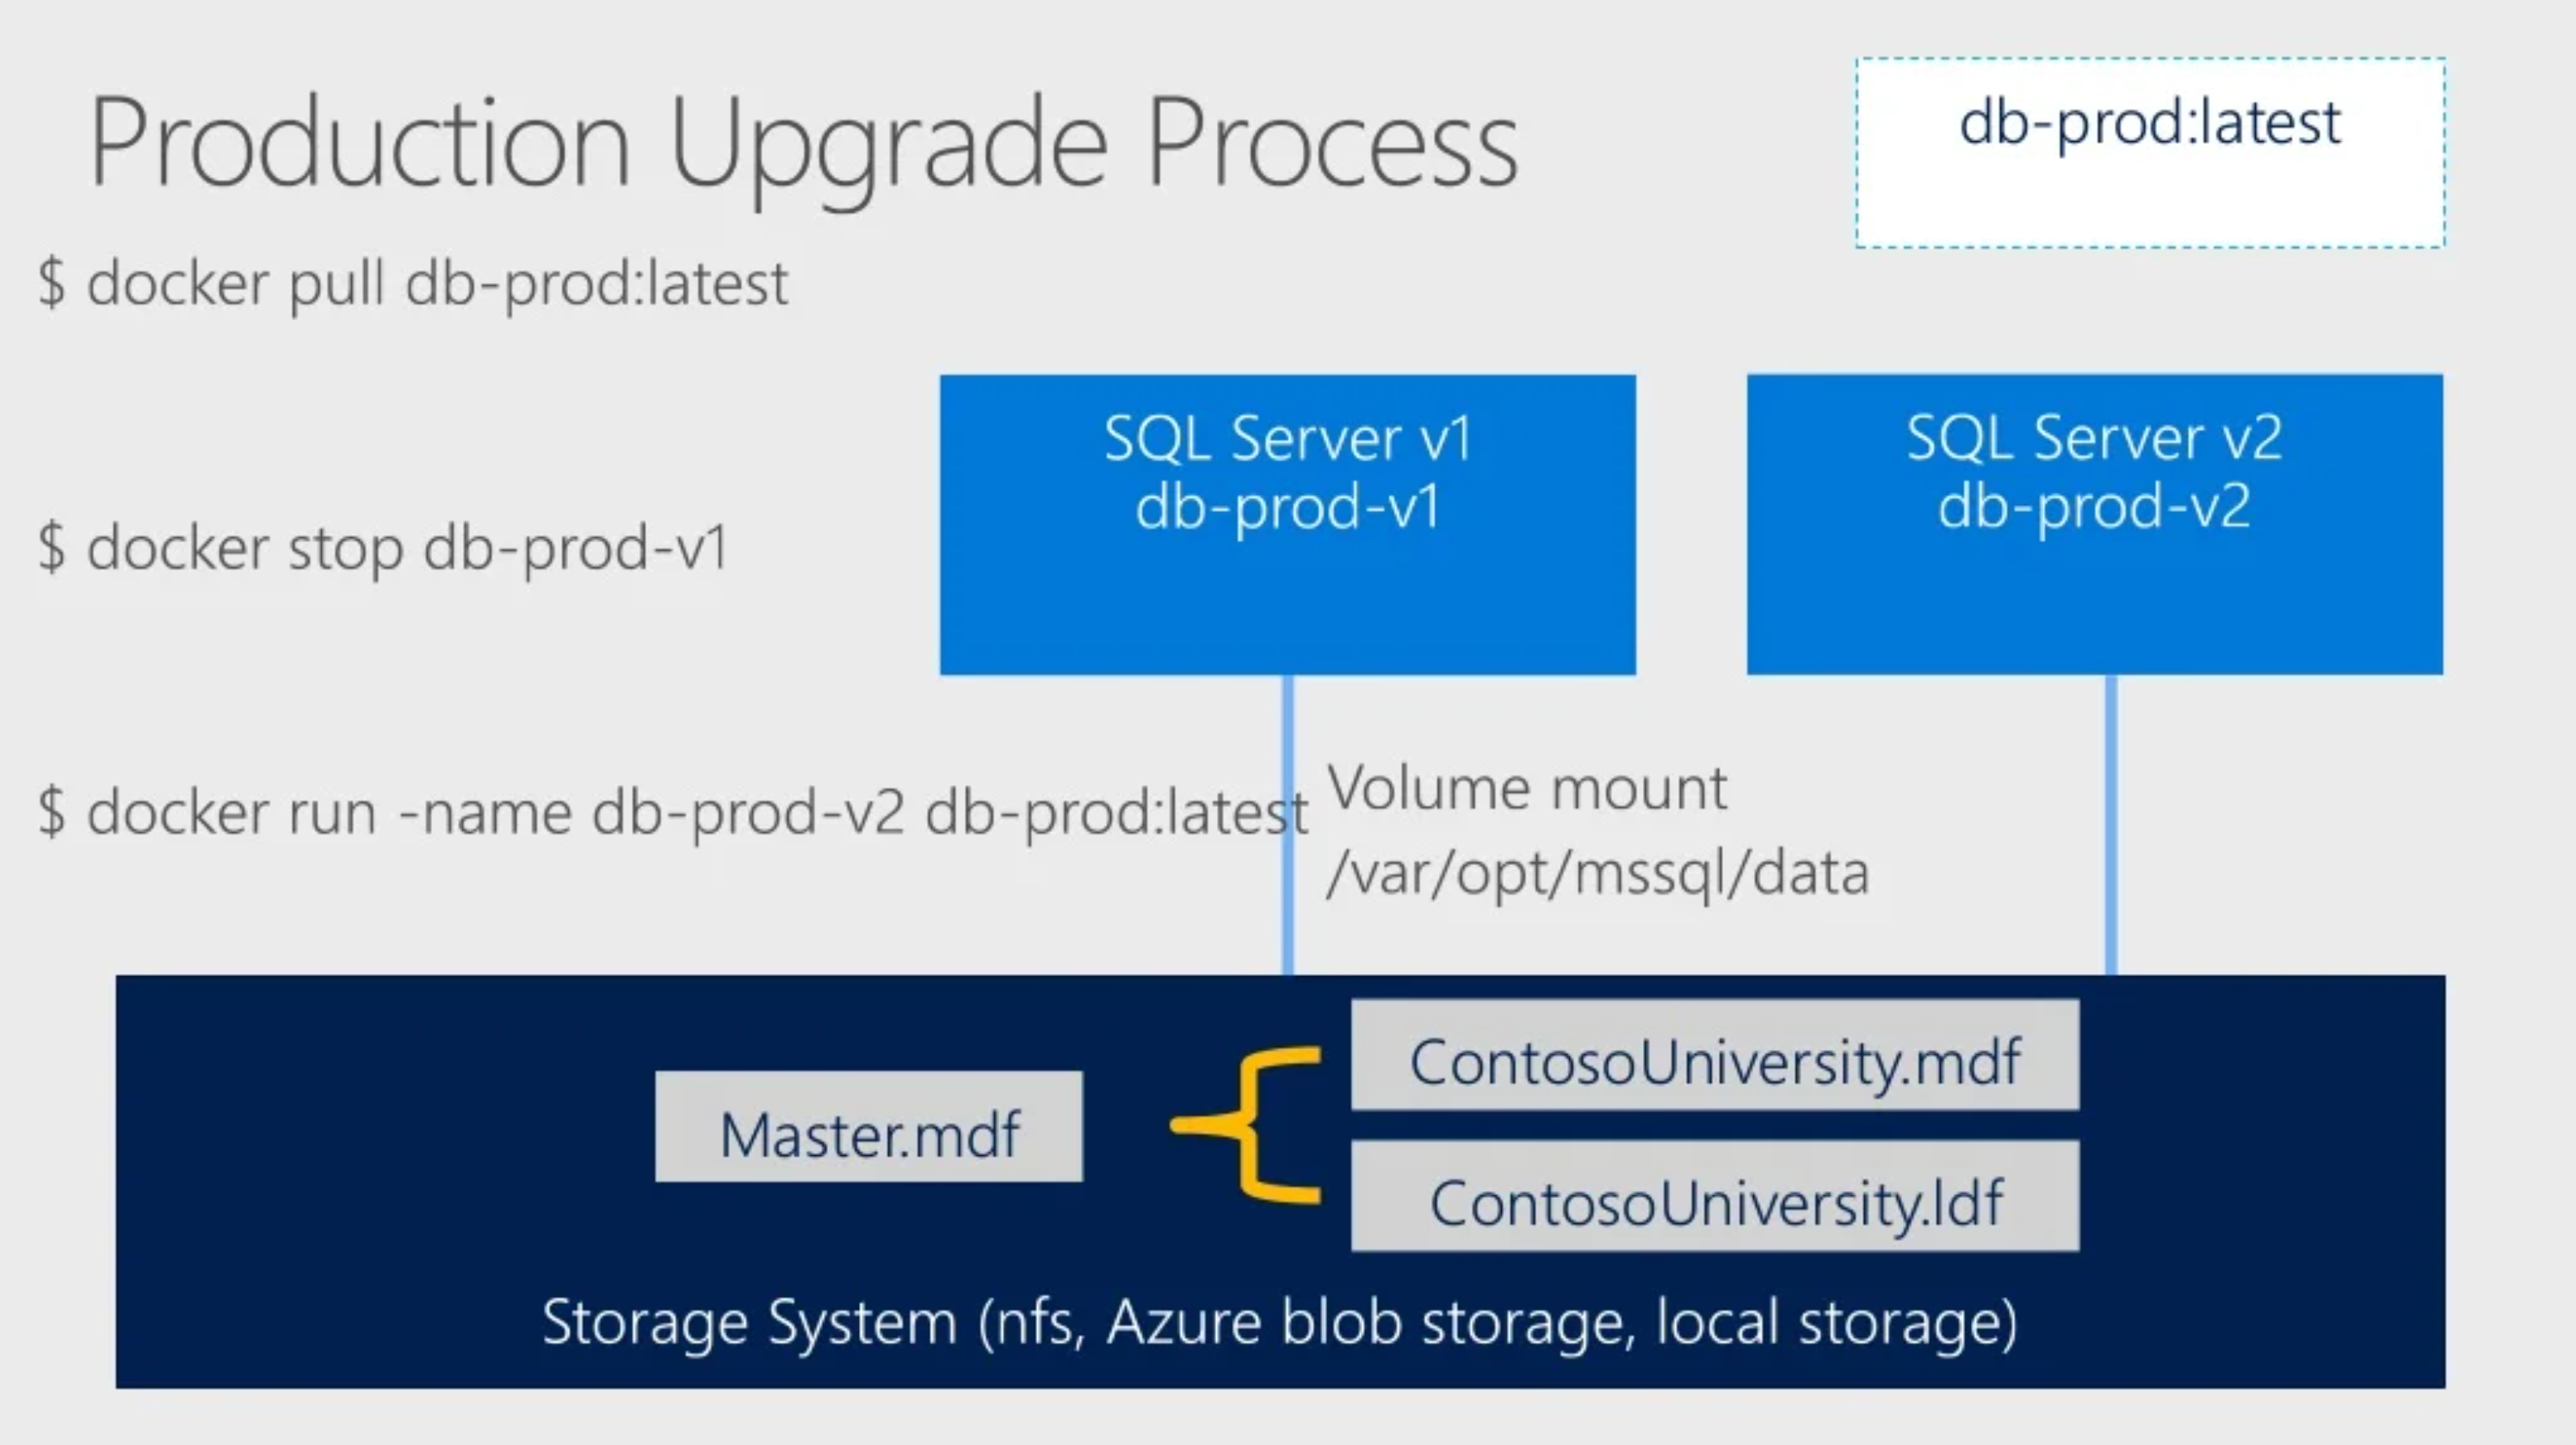 Production Upgrade Process
db-prod:latest
$ docker pull db-prod:latest
SQL Server v1
db-prod-v1
SQL Server v2
db-prod-v2
$ docker stop db-prod-v1
$ docker run -name db-prod-v2 db-prod:latest
Volume mount
/var/opt/mssql/data
Master.mdf
ContosoUniversity.mdf
ContosoUniversity.ldf
Storage System (nfs, Azure blob storage, local storage)